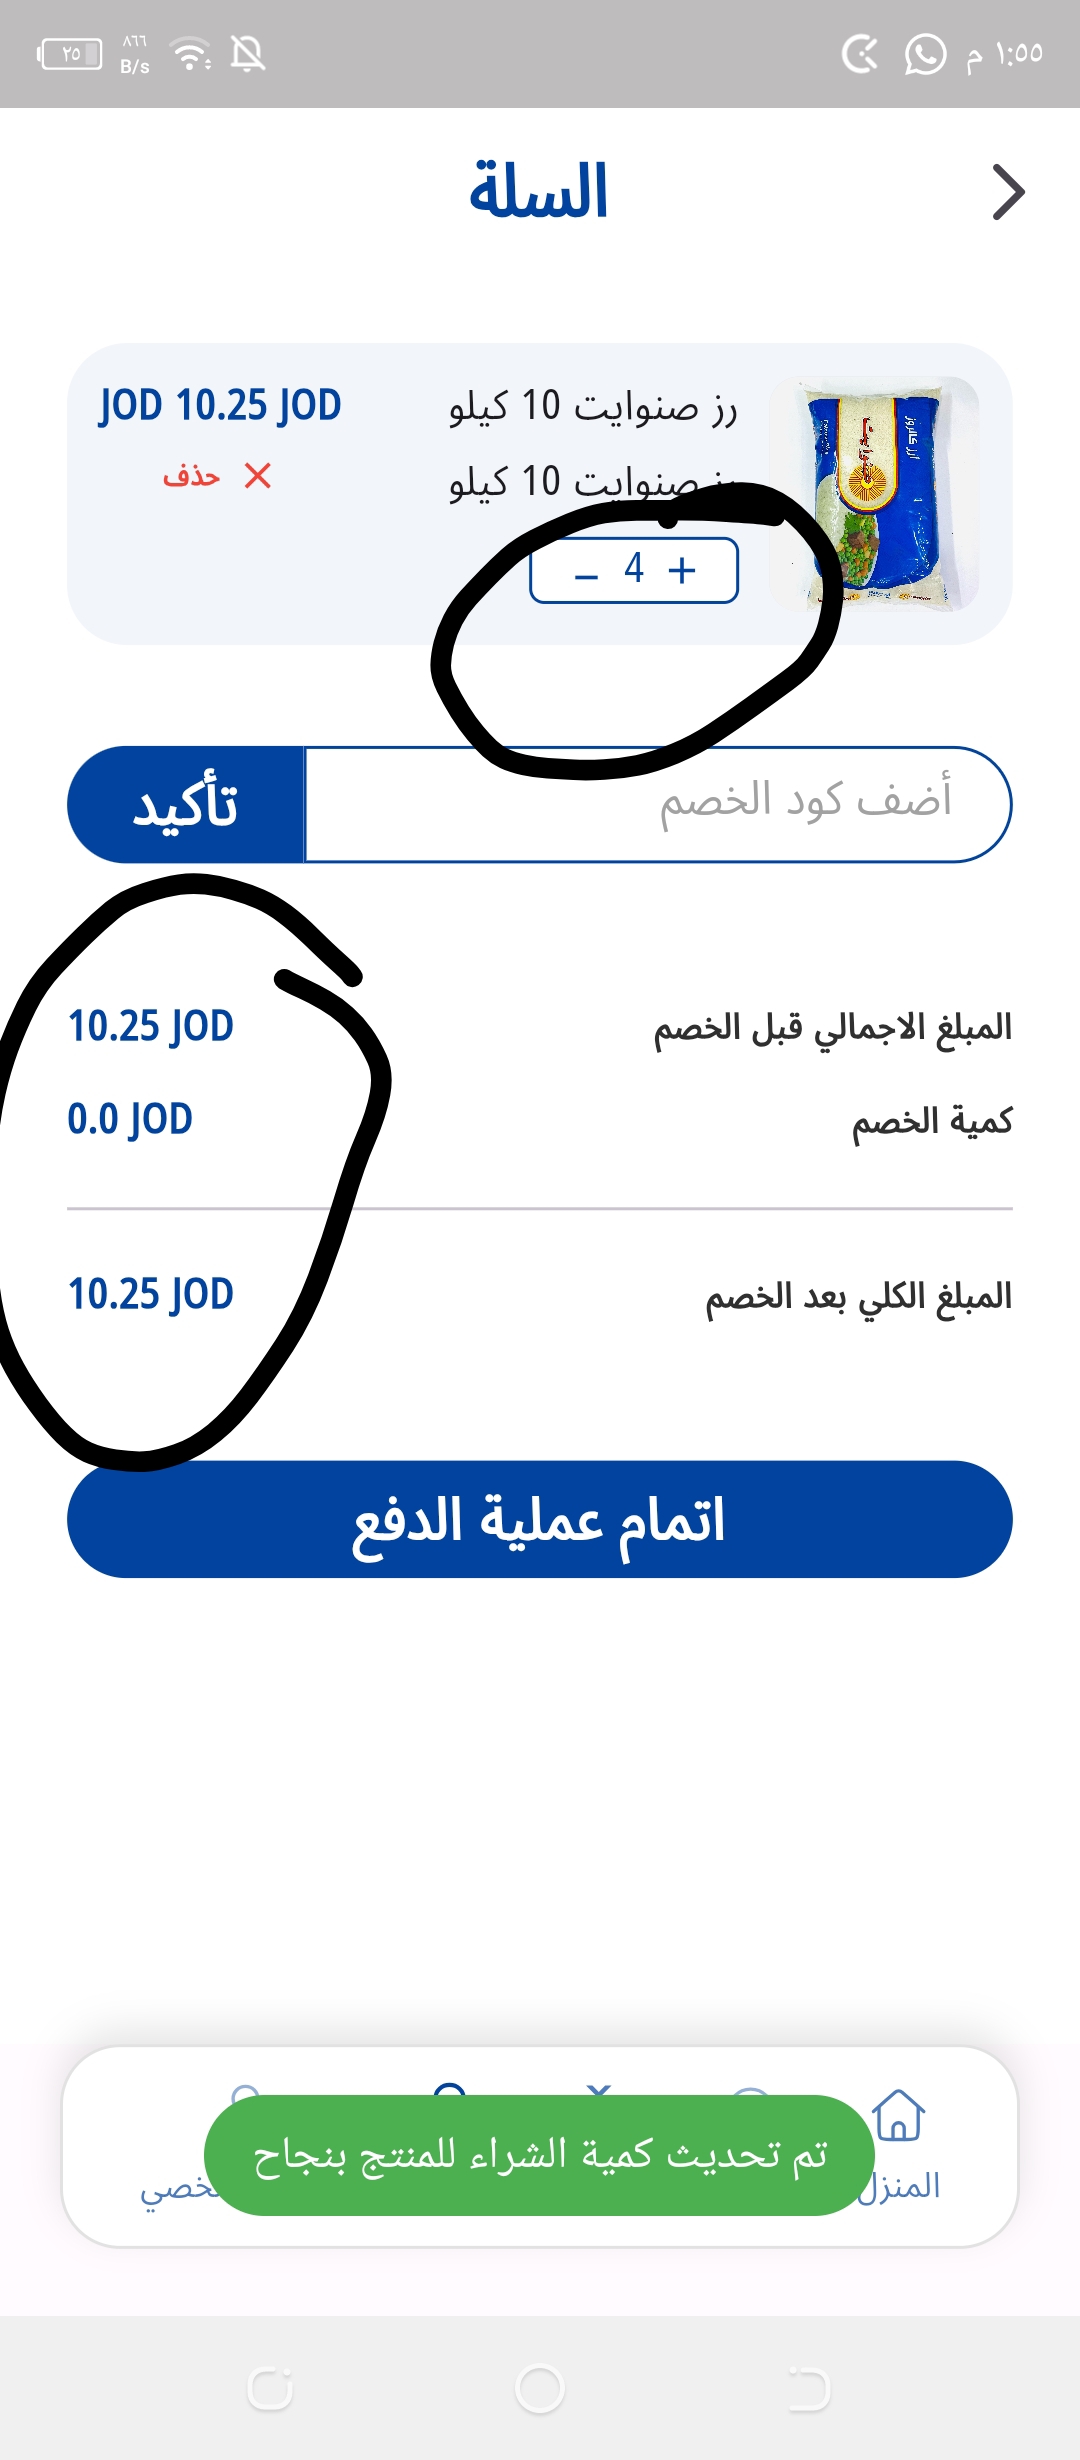 ١:٥٥ م
٨٦٦
B/s
٢٥
السلة
رز صنوايت 10 كيلو
JOD 10.25 JOD
رز صنوايت 10 كيلو
حذف
+ 4 -
أضف كود الخصم
تأكيد
المبلغ الاجمالي قبل الخصم
10.25 JOD
كمية الخصم
0.0 JOD
المبلغ الكلي بعد الخصم
10.25 JOD
اتمام عملية الدفع
تم تحديث كمية الشراء للمنتج بنجاح
المنزل